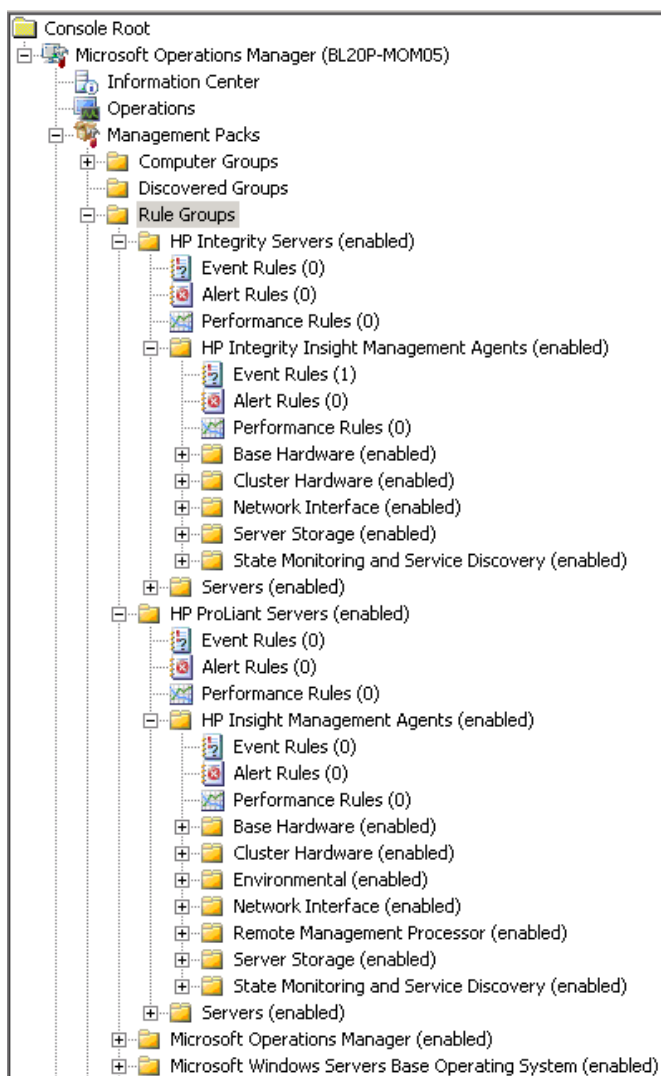 Console Root
Microsoft Operations Manager (BL20P-MOM05)
Information Center
Operations
Management Packs
Computer Groups
Discovered Groups
Rule Groups
HP Integrity Servers (enabled)
Event Rules (0)
Alert Rules (0)
Performance Rules (0)
HP Integrity Insight Management Agents (enabled)
Event Rules (1)
Alert Rules (0)
Performance Rules (0)
Base Hardware (enabled)
Cluster Hardware (enabled)
Network Interface (enabled)
Server Storage (enabled)
State Monitoring and Service Discovery (enabled)
Servers (enabled)
HP ProLiant Servers (enabled)
Event Rules (0)
Alert Rules (0)
Performance Rules (0)
HP Insight Management Agents (enabled)
Event Rules (0)
Alert Rules (0)
Performance Rules (0)
Base Hardware (enabled)
Cluster Hardware (enabled)
Environmental (enabled)
Network Interface (enabled)
Remote Management Processor (enabled)
Server Storage (enabled)
State Monitoring and Service Discovery (enabled)
Servers (enabled)
Microsoft Operations Manager (enabled)
Microsoft Windows Servers Base Operating System (enabled)